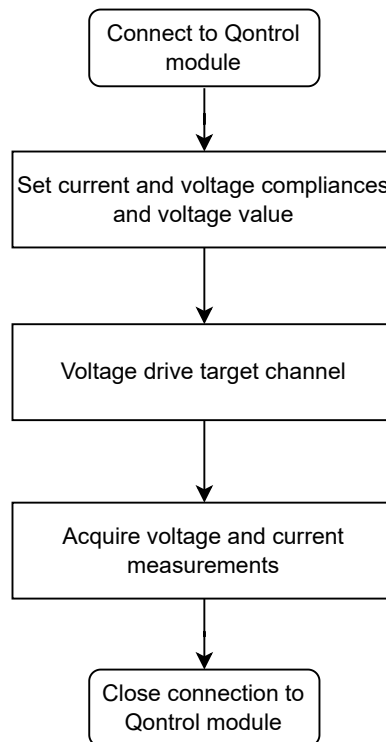 Connect to Qontrol
module
Set current and voltage compliances
and voltage value
Voltage drive target channel
Acquire voltage and current
measurements
Close connection to
Qontrol module